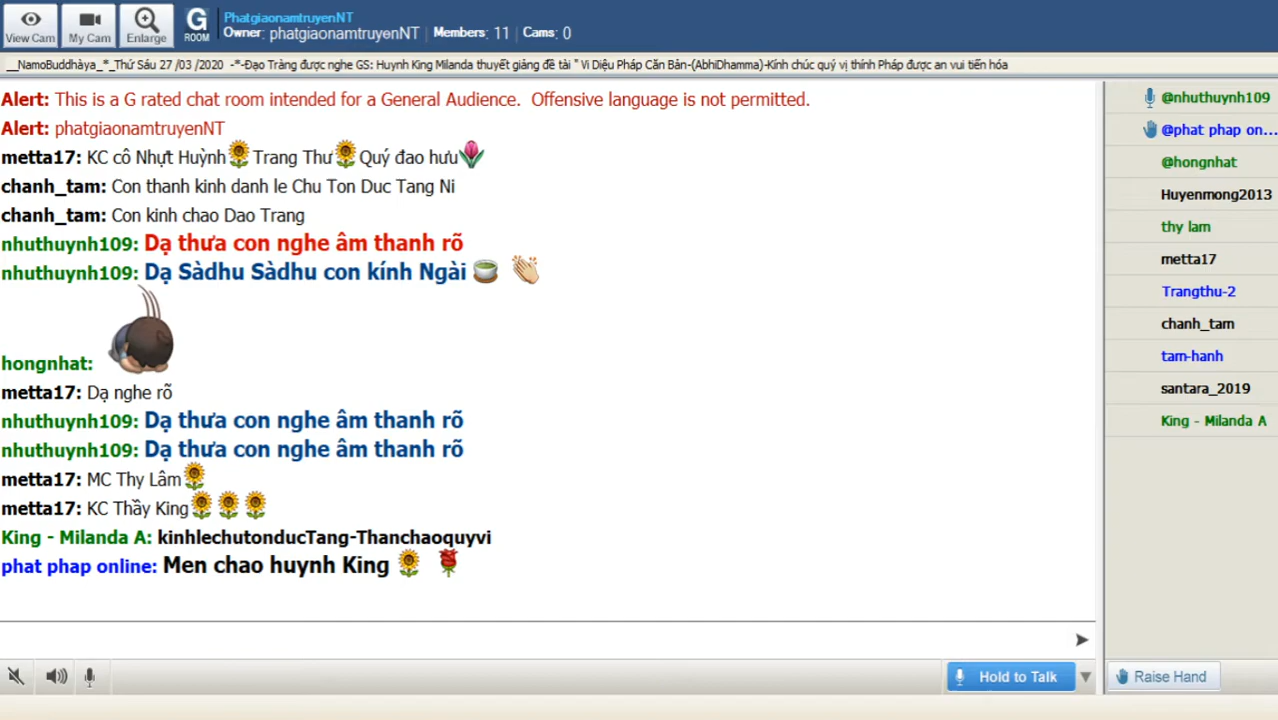 View Cam
My Cam
Enlarge
G
ROOM
PhatgiaonamtruyenNT
Owner: phatgiaonamtruyenNT | Members: 11 | Cams: 0
__NamoBuddhàya_*_Thứ Sáu 27 /03 /2020 -*-Đạo Tràng được nghe GS: Huynh King Milanda thuyết giảng đề tài " Vi Diệu Pháp Căn Bản-(AbhiDhamma)-Kính chúc quý vị thính Pháp được an vui tiến hóa
Alert: This is a G rated chat room intended for a General Audience. Offensive language is not permitted.
Alert: phatgiaonamtruyenNT
metta17: KC cô Nhựt Huỳnh🌻Trang Thư🌻Quý đao hưu🌷
chanh_tam: Con thanh kinh danh le Chu Ton Duc Tang Ni
chanh_tam: Con kinh chao Dao Trang
nhuthuynh109: Dạ thưa con nghe âm thanh rõ
nhuthuynh109: Dạ Sàdhu Sàdhu con kính Ngài 🍵 👏
hongnhat:
metta17: Dạ nghe rõ
nhuthuynh109: Dạ thưa con nghe âm thanh rõ
nhuthuynh109: Dạ thưa con nghe âm thanh rõ
metta17: MC Thy Lâm🌻
metta17: KC Thầy King🌻🌻🌻
King - Milanda A: kinhlechutonducTang-Thanchaoquyvi
phat phap online: Men chao huynh King 🌻 🌹
@nhuthuynh109
@phat phap on...
@hongnhat
Huyenmong2013
thy lam
metta17
Trangthu-2
chanh_tam
tam-hanh
santara_2019
King - Milanda A
Hold to Talk
Raise Hand